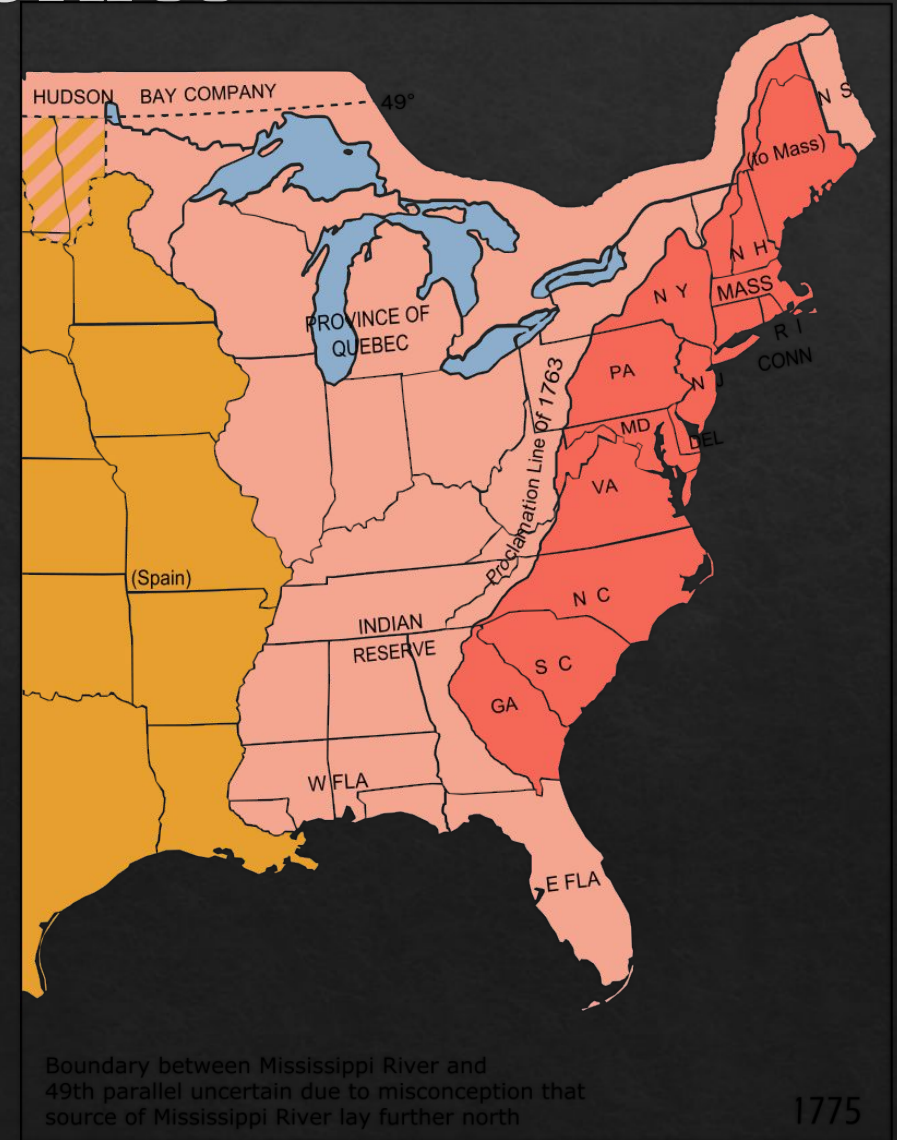 HUDSON BAY COMPANY
49°
N S
(to Mass)
N H
N Y
MASS
R I
CONN
PROVINCE OF
QUEBEC
Proclamation Line of 1763
PA
N J
MD
DEL
VA
(Spain)
N C
INDIAN
RESERVE
S C
GA
W FLA
E FLA
Boundary between Mississippi River and
49th parallel uncertain due to misconception that
source of Mississippi River lay further north
1775